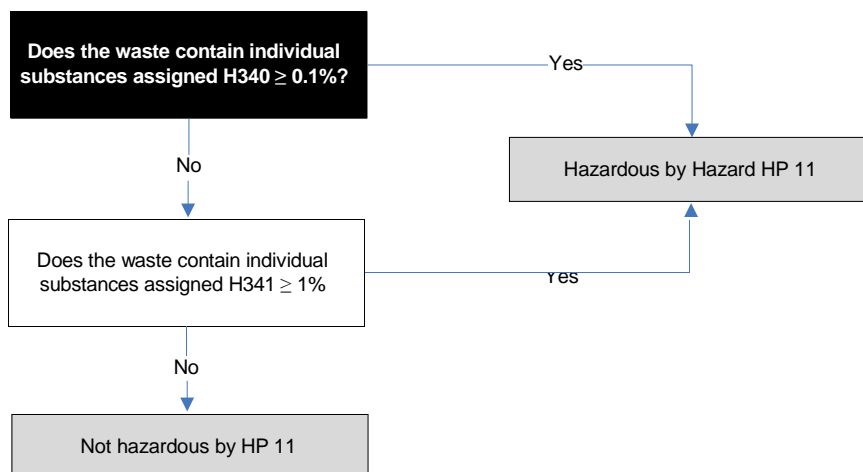 Does the waste contain individual
substances assigned H340 ≥ 0.1%?
Yes
Hazardous by Hazard HP 11
No
Does the waste contain individual
substances assigned H341 ≥ 1%
Yes
No
Not hazardous by HP 11